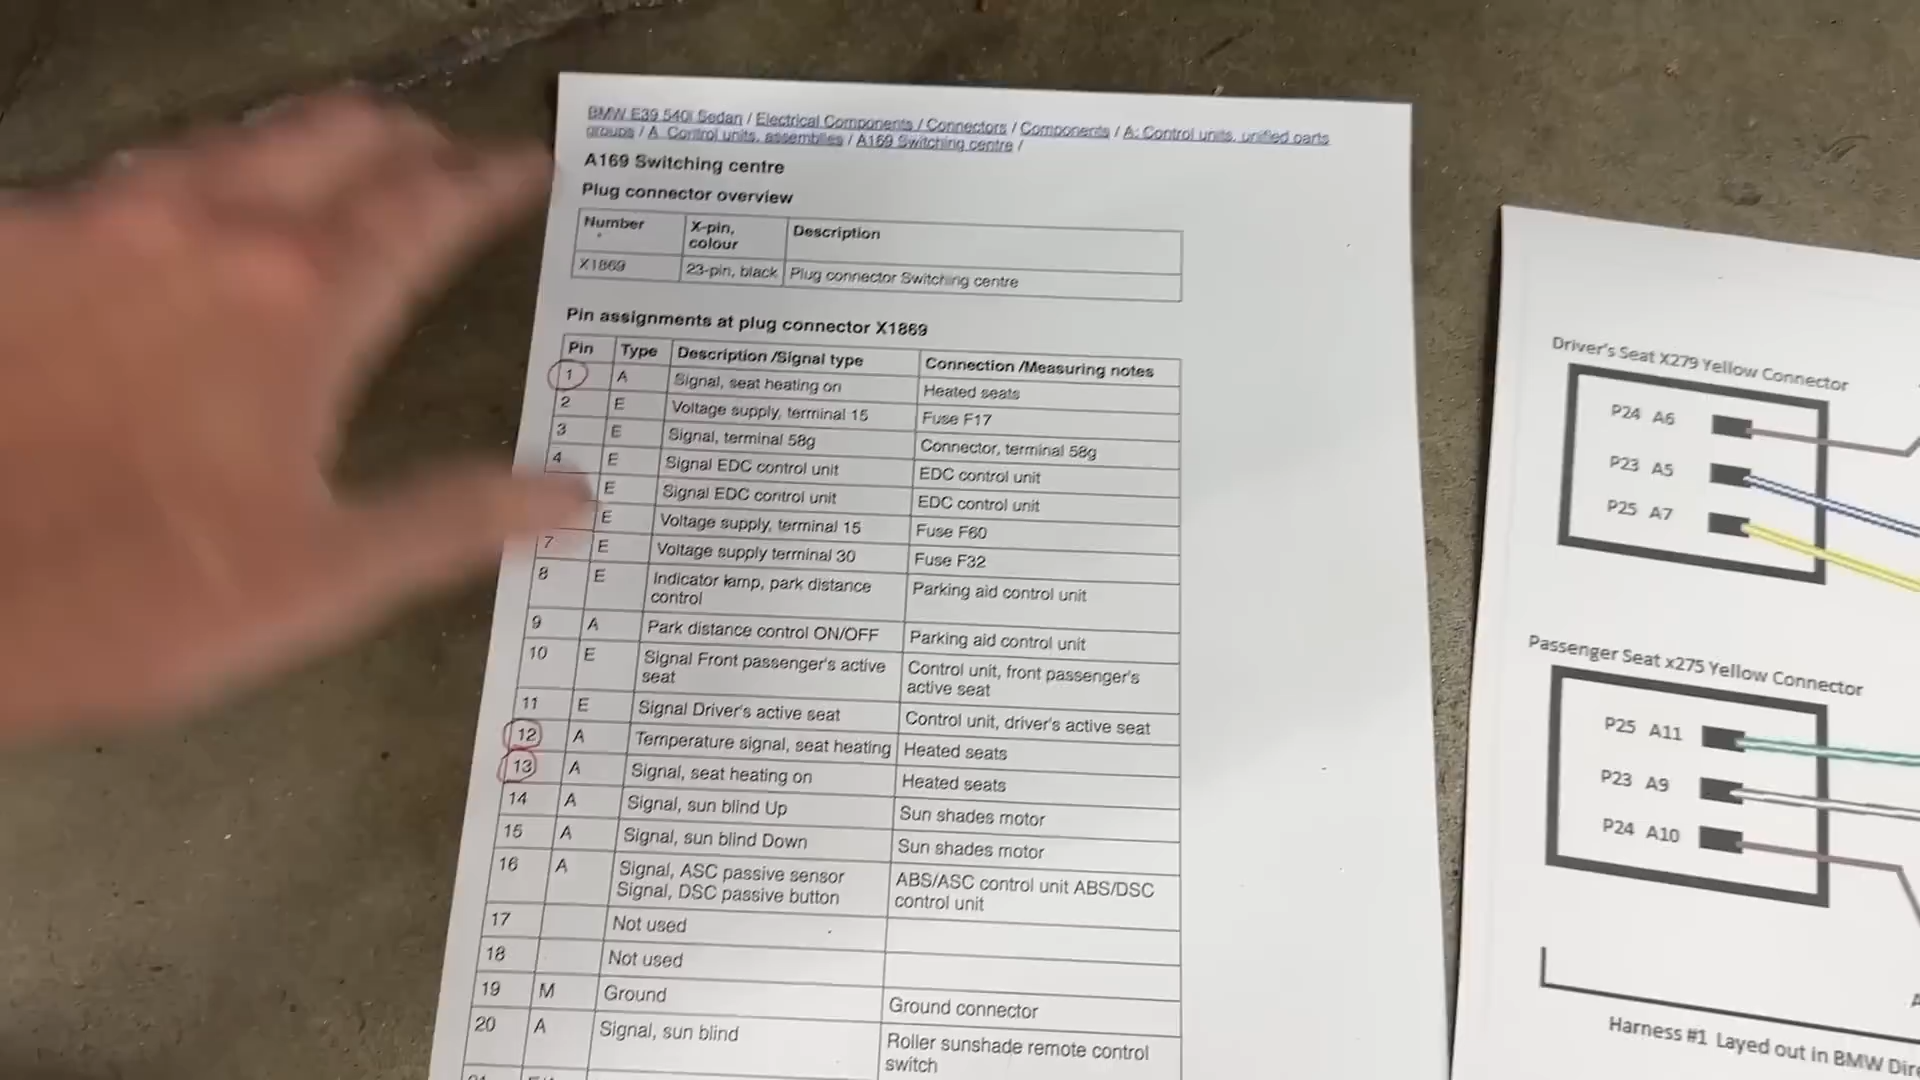 BMW E39 540i Sedan / Electrical Components / Connectors / Components / A: Control units, unified parts
groups / A Control units, assemblies / A169 Switching centre /
A169 Switching centre
Plug connector overview
Number X-pin, colour Description
X1869 23-pin, black Plug connector Switching centre
Pin assignments at plug connector X1869
Pin Type Description /Signal type Connection /Measuring notes
1 A Signal, seat heating on Heated seats
2 E Voltage supply, terminal 15 Fuse F17
3 E Signal, terminal 58g Connector, terminal 58g
4 E Signal EDC control unit EDC control unit
E Signal EDC control unit EDC control unit
E Voltage supply, terminal 15 Fuse F60
7 E Voltage supply terminal 30 Fuse F32
8 E Indicator lamp, park distance control Parking aid control unit
9 A Park distance control ON/OFF Parking aid control unit
10 E Signal Front passenger's active seat Control unit, front passenger's active seat
11 E Signal Driver's active seat Control unit, driver's active seat
12 A Temperature signal, seat heating Heated seats
13 A Signal, seat heating on Heated seats
14 A Signal, sun blind Up Sun shades motor
15 A Signal, sun blind Down Sun shades motor
16 A Signal, ASC passive sensor Signal, DSC passive button ABS/ASC control unit ABS/DSC control unit
17 Not used
18 Not used
19 M Ground Ground connector
20 A Signal, sun blind Roller sunshade remote control switch
Driver's Seat X279 Yellow Connector
P24 A6
P23 A5
P25 A7
Passenger Seat x275 Yellow Connector
P25 A11
P23 A9
P24 A10
Harness #1 Layed out in BMW